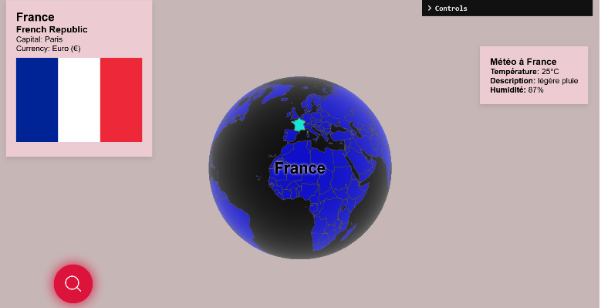 France
French Republic
Capital: Paris
Currency: Euro (€)
Controls
Météo à France
Température: 25°C
Description: légère pluie
Humidité: 87%
France